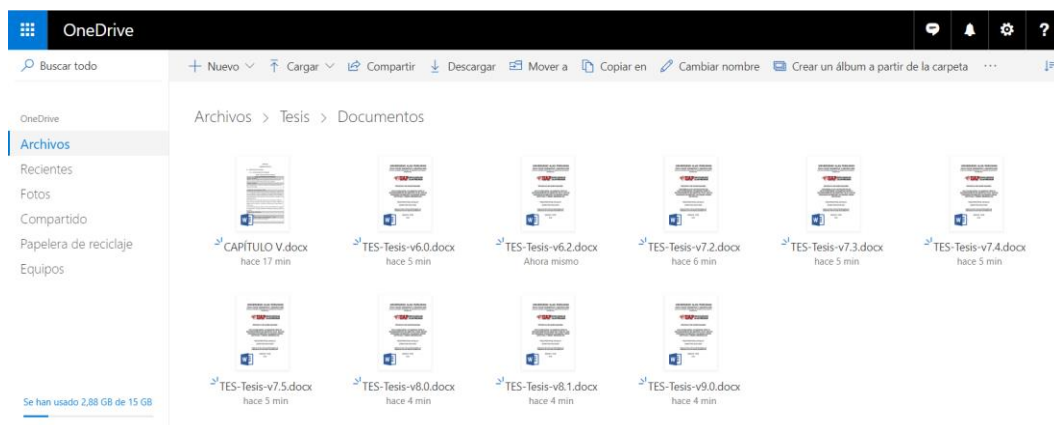 OneDrive
?
Buscar todo
Nuevo Cargar Compartir Descargar Mover a Copiar en Cambiar nombre Crear un álbum a partir de la carpeta ...
OneDrive
Archivos
Recientes
Fotos
Compartido
Papelera de reciclaje
Equipos
Se han usado 2,88 GB de 15 GB
Archivos > Tesis > Documentos
CAPÍTULO V.docx TES-Tesis-v6.0.docx TES-Tesis-v6.2.docx TES-Tesis-v7.2.docx TES-Tesis-v7.3.docx TES-Tesis-v7.4.docx
hace 17 min hace 5 min Ahora mismo hace 6 min hace 5 min hace 5 min
TES-Tesis-v7.5.docx TES-Tesis-v8.0.docx TES-Tesis-v8.1.docx TES-Tesis-v9.0.docx
hace 5 min hace 4 min hace 4 min hace 4 min